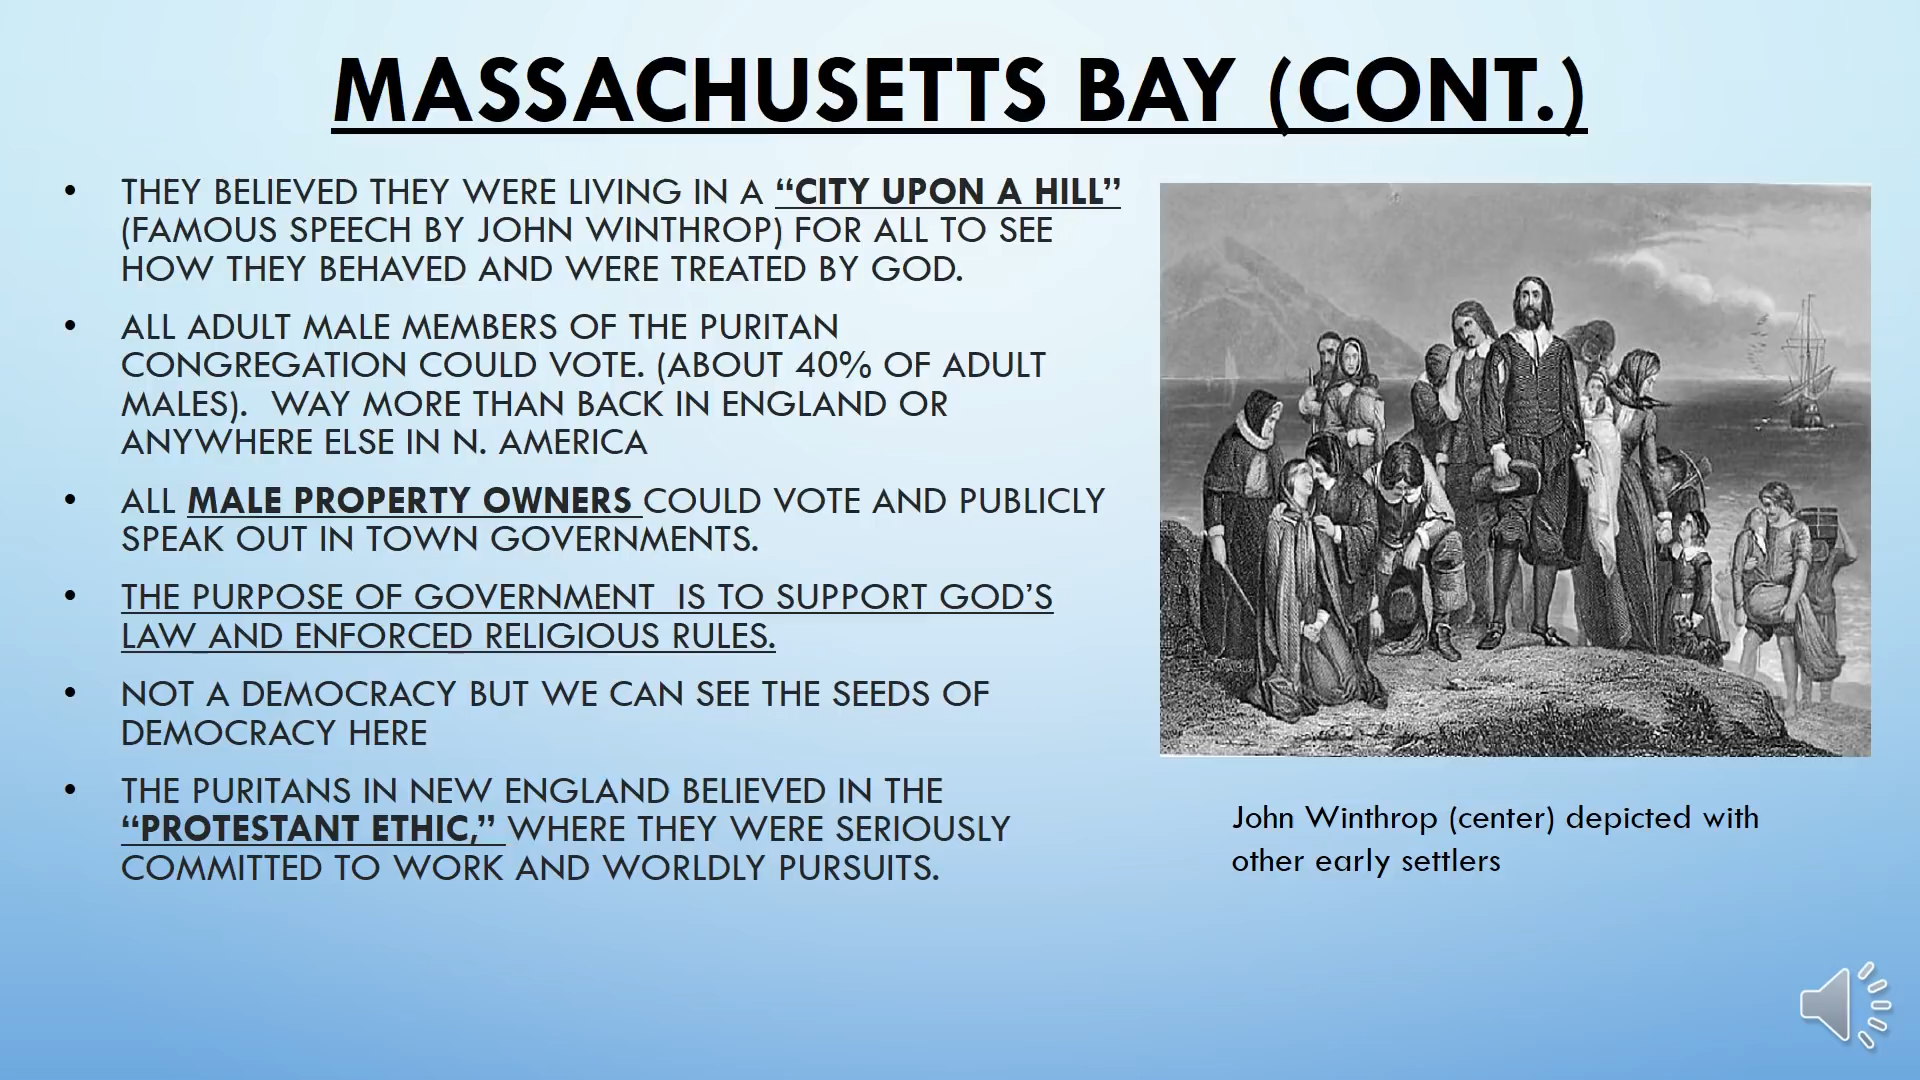 MASSACHUSETTS BAY (CONT.)
• THEY BELIEVED THEY WERE LIVING IN A “CITY UPON A HILL”
(FAMOUS SPEECH BY JOHN WINTHROP) FOR ALL TO SEE
HOW THEY BEHAVED AND WERE TREATED BY GOD.
• ALL ADULT MALE MEMBERS OF THE PURITAN
CONGREGATION COULD VOTE. (ABOUT 40% OF ADULT
MALES).  WAY MORE THAN BACK IN ENGLAND OR
ANYWHERE ELSE IN N. AMERICA
• ALL MALE PROPERTY OWNERS COULD VOTE AND PUBLICLY
SPEAK OUT IN TOWN GOVERNMENTS.
• THE PURPOSE OF GOVERNMENT  IS TO SUPPORT GOD’S
LAW AND ENFORCED RELIGIOUS RULES.
• NOT A DEMOCRACY BUT WE CAN SEE THE SEEDS OF
DEMOCRACY HERE
• THE PURITANS IN NEW ENGLAND BELIEVED IN THE
“PROTESTANT ETHIC,” WHERE THEY WERE SERIOUSLY
COMMITTED TO WORK AND WORLDLY PURSUITS.
John Winthrop (center) depicted with
other early settlers